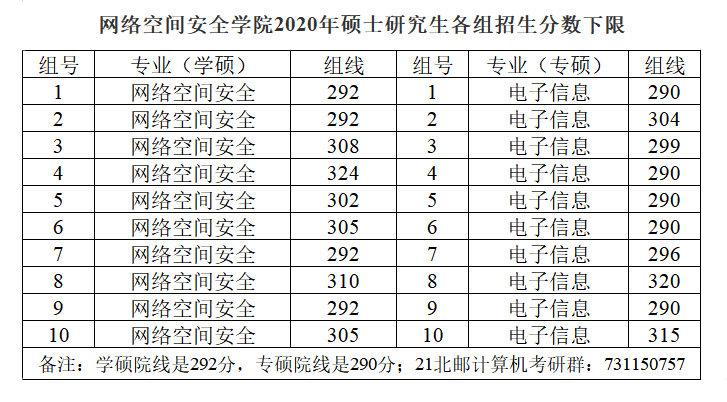 网络空间安全学院2020年硕士研究生各组招生分数下限
组号 专业（学硕） 组线 组号 专业（专硕） 组线
1 网络空间安全 292 1 电子信息 290
2 网络空间安全 292 2 电子信息 304
3 网络空间安全 308 3 电子信息 299
4 网络空间安全 324 4 电子信息 290
5 网络空间安全 302 5 电子信息 290
6 网络空间安全 305 6 电子信息 290
7 网络空间安全 292 7 电子信息 296
8 网络空间安全 310 8 电子信息 320
9 网络空间安全 292 9 电子信息 290
10 网络空间安全 305 10 电子信息 315
备注：学硕院线是292分，专硕院线是290分；21北邮计算机考研群：731150757